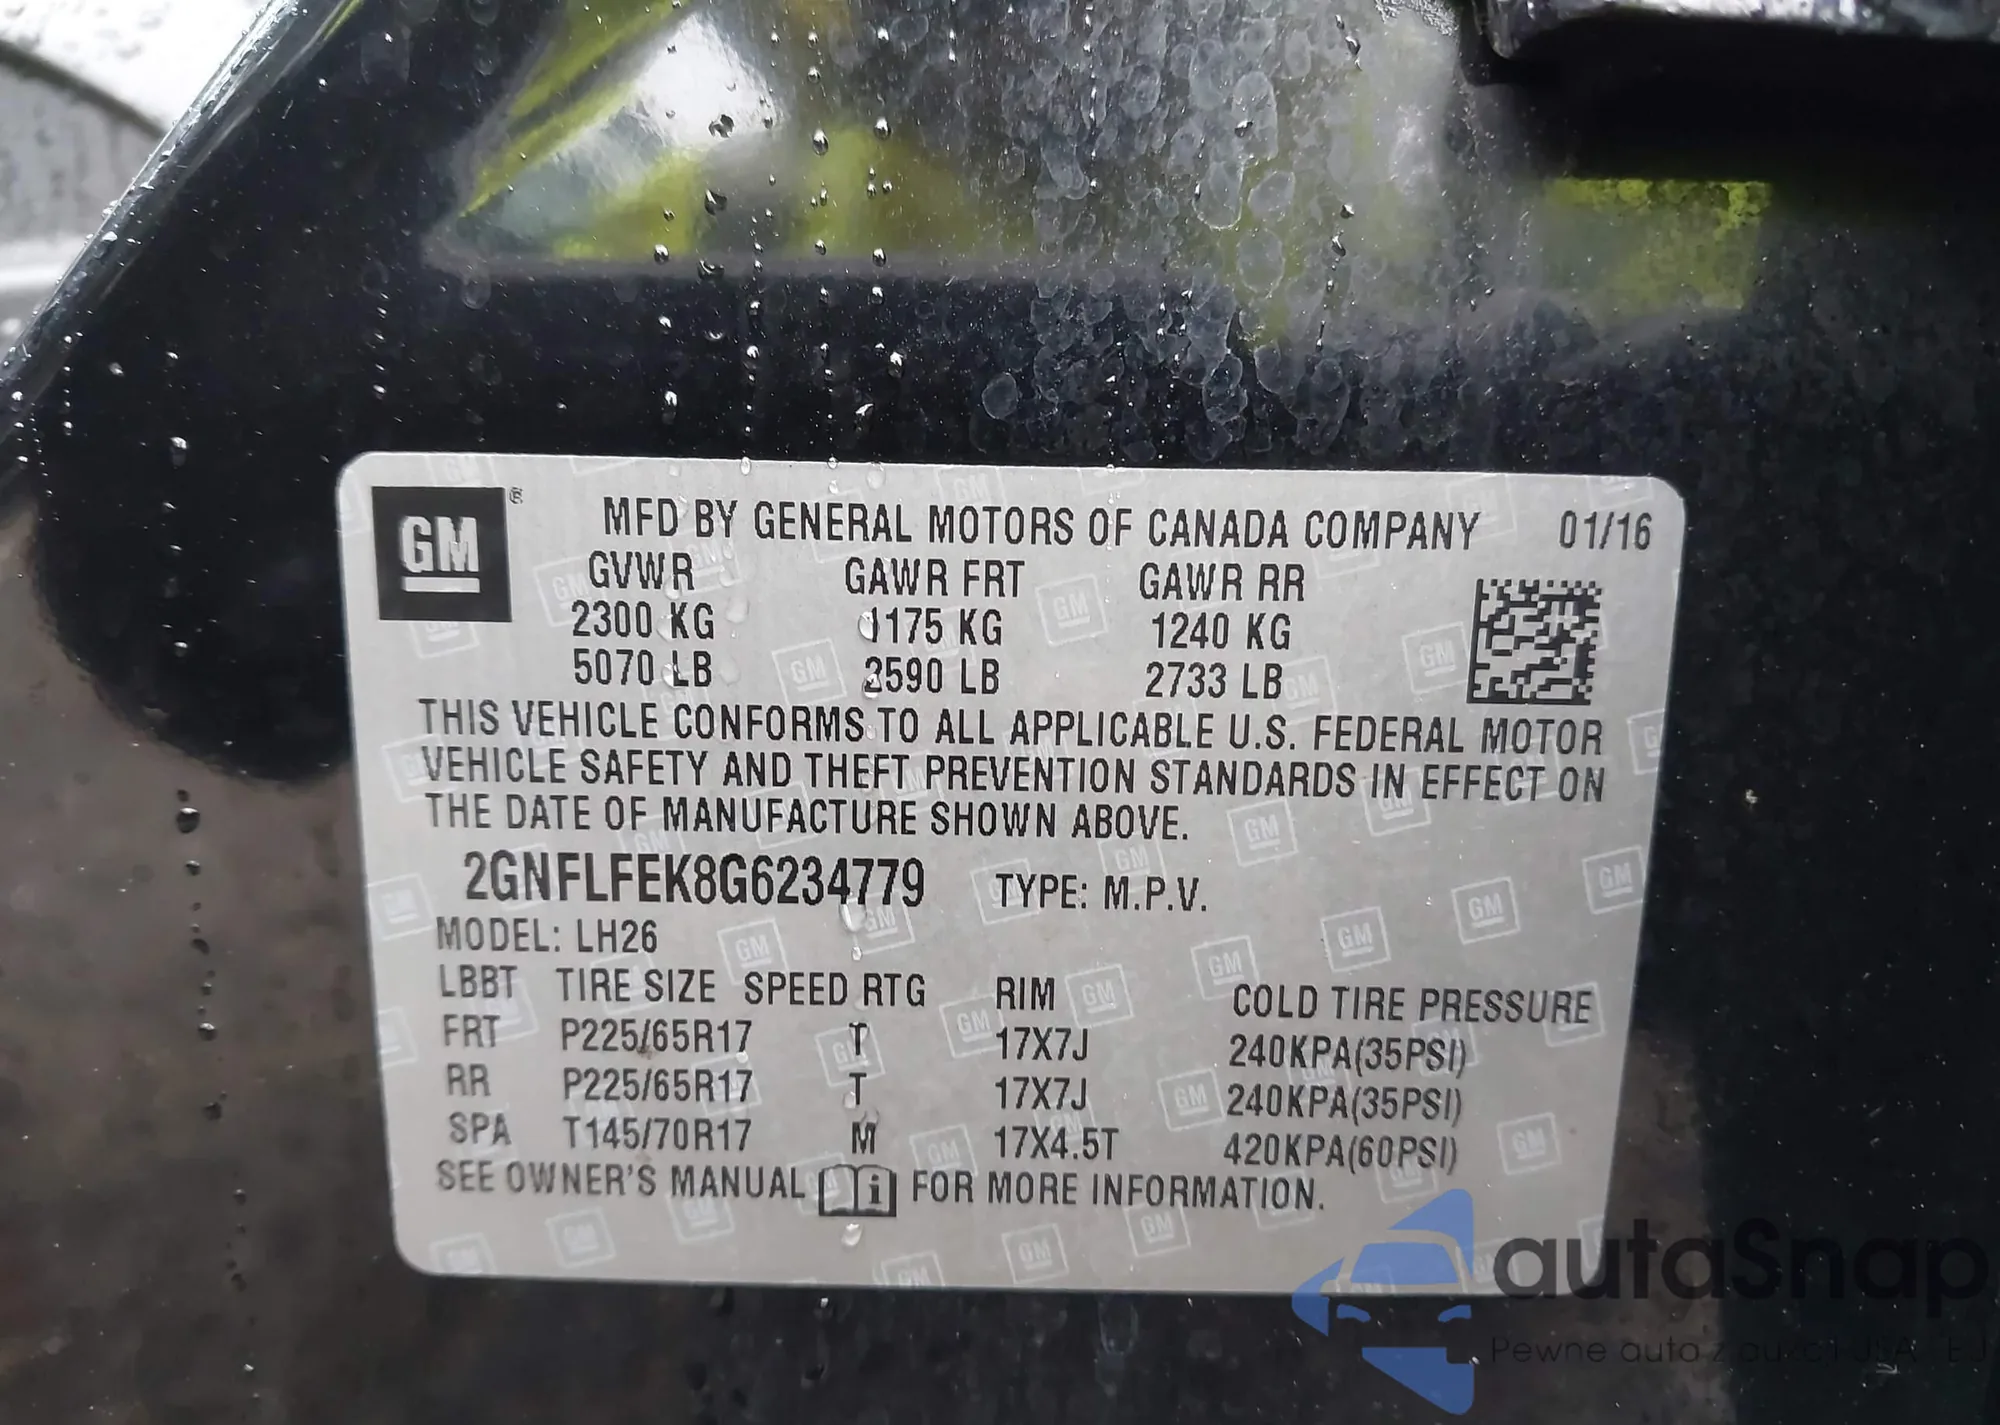 GM ®
MFD BY GENERAL MOTORS OF CANADA COMPANY 01/16
GVWR GAWR FRT GAWR RR
2300 KG 1175 KG 1240 KG
5070 LB 2590 LB 2733 LB
THIS VEHICLE CONFORMS TO ALL APPLICABLE U.S. FEDERAL MOTOR
VEHICLE SAFETY AND THEFT PREVENTION STANDARDS IN EFFECT ON
THE DATE OF MANUFACTURE SHOWN ABOVE.
2GNFLFEK8G6234779 TYPE: M.P.V.
MODEL: LH26
LBBT TIRE SIZE SPEED RTG RIM COLD TIRE PRESSURE
FRT P225/65R17 T 17X7J 240KPA(35PSI)
RR P225/65R17 T 17X7J 240KPA(35PSI)
SPA T145/70R17 M 17X4.5T 420KPA(60PSI)
SEE OWNER'S MANUAL i FOR MORE INFORMATION.
autaSnap
Pewne auta z aukcji